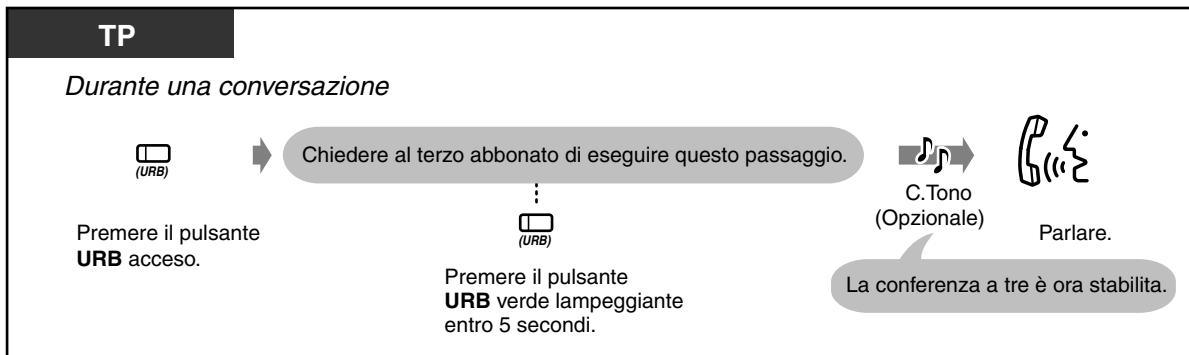 TP
Durante una conversazione
(URB)
Premere il pulsante
URB acceso.
Chiedere al terzo abbonato di eseguire questo passaggio.
(URB)
Premere il pulsante
URB verde lampeggiante
entro 5 secondi.
C.Tono
(Opzionale)
Parlare.
La conferenza a tre è ora stabilita.